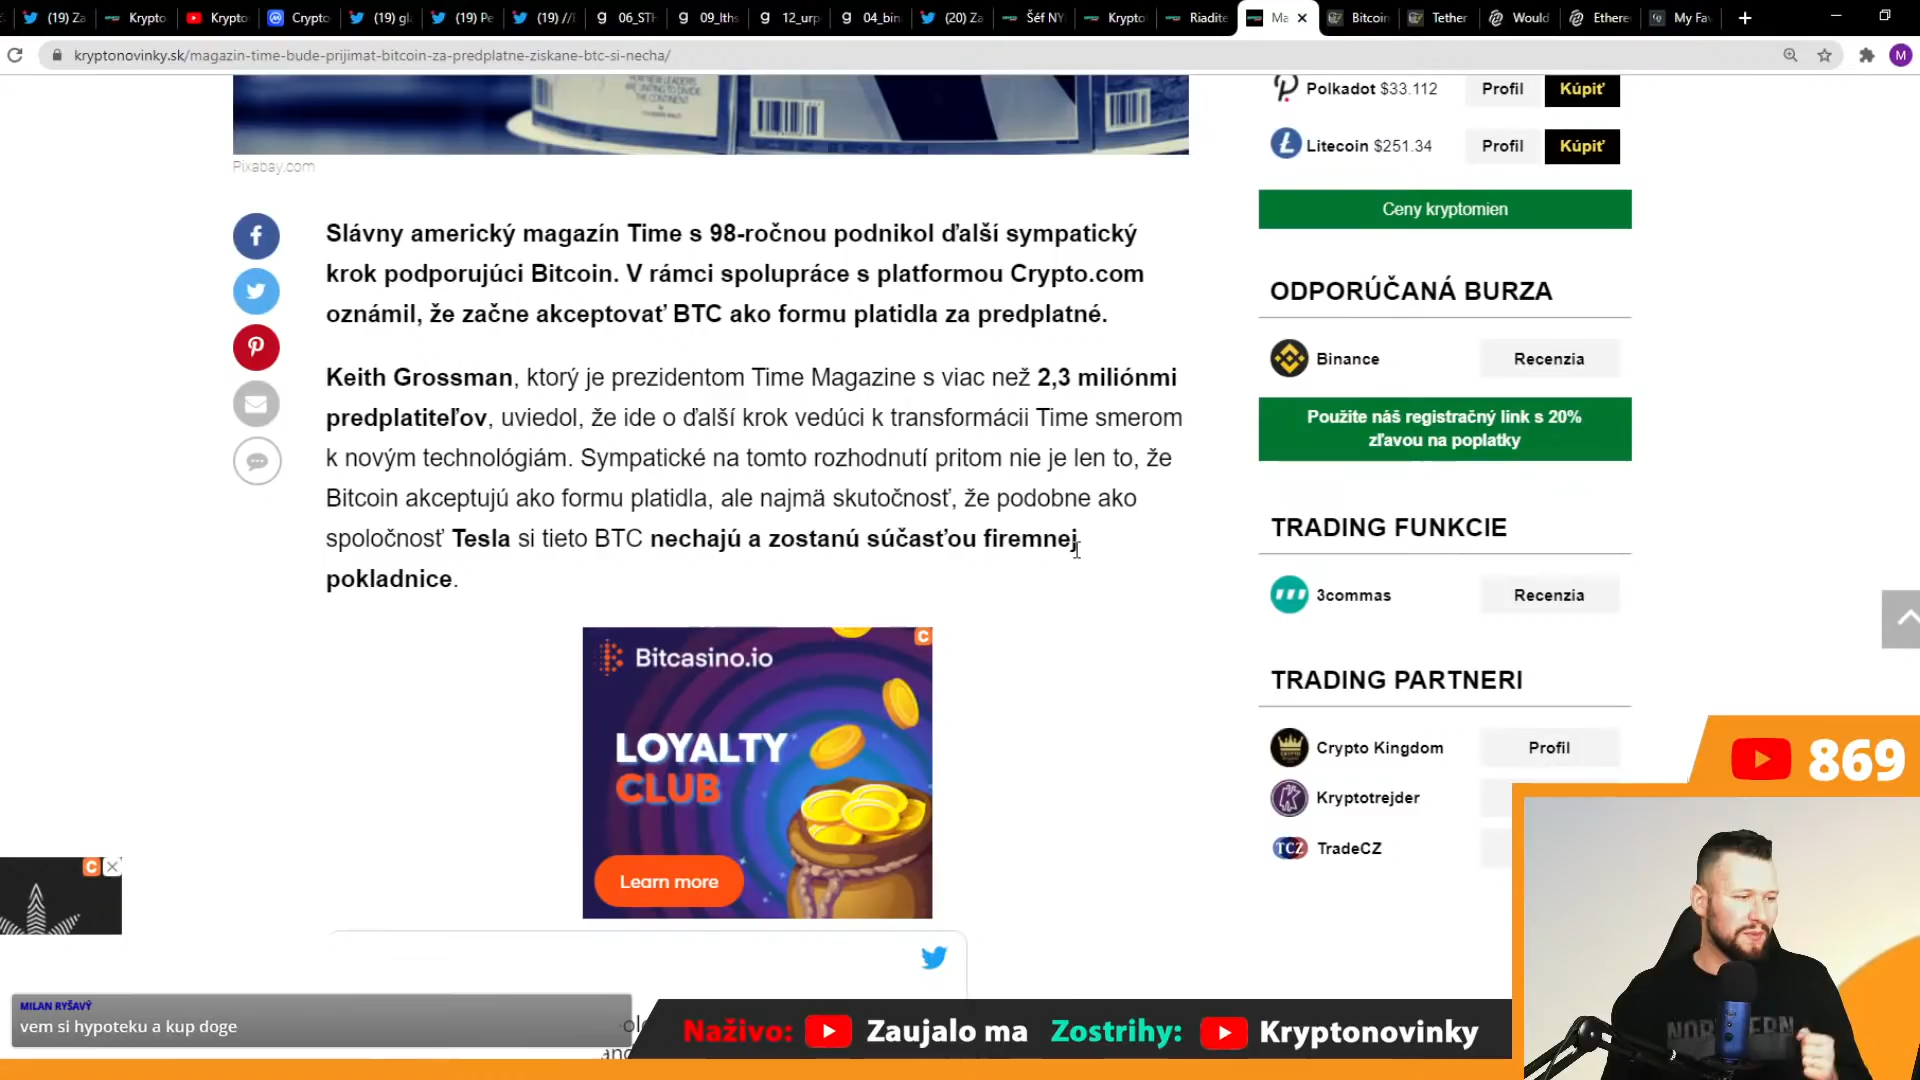 (19) Za
Krypto
Krypto
Crypto
(19) gl
(19) Pe
(19) //I
06_STH
09_lths
12_urp
04_bin
(20) Za
Šéf NY
Krypto
Riadite
Ma
Bitcoin
Tether
Would
Ethere
My Fav
kryptonovinky.sk/magazin-time-bude-prijimat-bitcoin-za-predplatne-ziskane-btc-si-necha/
M
Pixabay.com
Slávny americký magazín Time s 98-ročnou podnikol ďalší sympatický
krok podporujúci Bitcoin. V rámci spolupráce s platformou Crypto.com
oznámil, že začne akceptovať BTC ako formu platidla za predplatné.
Keith Grossman, ktorý je prezidentom Time Magazine s viac než 2,3 miliónmi
predplatiteľov, uviedol, že ide o ďalší krok vedúci k transformácii Time smerom
k novým technológiám. Sympatické na tomto rozhodnutí pritom nie je len to, že
Bitcoin akceptujú ako formu platidla, ale najmä skutočnosť, že podobne ako
spoločnosť Tesla si tieto BTC nechajú a zostanú súčasťou firemnej
pokladnice.
Bitcasino.io
LOYALTY
CLUB
Learn more
Polkadot $33.112 Profil Kúpiť
Litecoin $251.34 Profil Kúpiť
Ceny kryptomien
ODPORÚČANÁ BURZA
Binance Recenzia
Použite náš registračný link s 20%
zľavou na poplatky
TRADING FUNKCIE
3commas Recenzia
TRADING PARTNERI
Crypto Kingdom Profil
Kryptotrejder
TCZ TradeCZ
869
MILAN RYŠAVÝ
vem si hypoteku a kup doge
Naživo: Zaujalo ma Zostrihy: Kryptonovinky